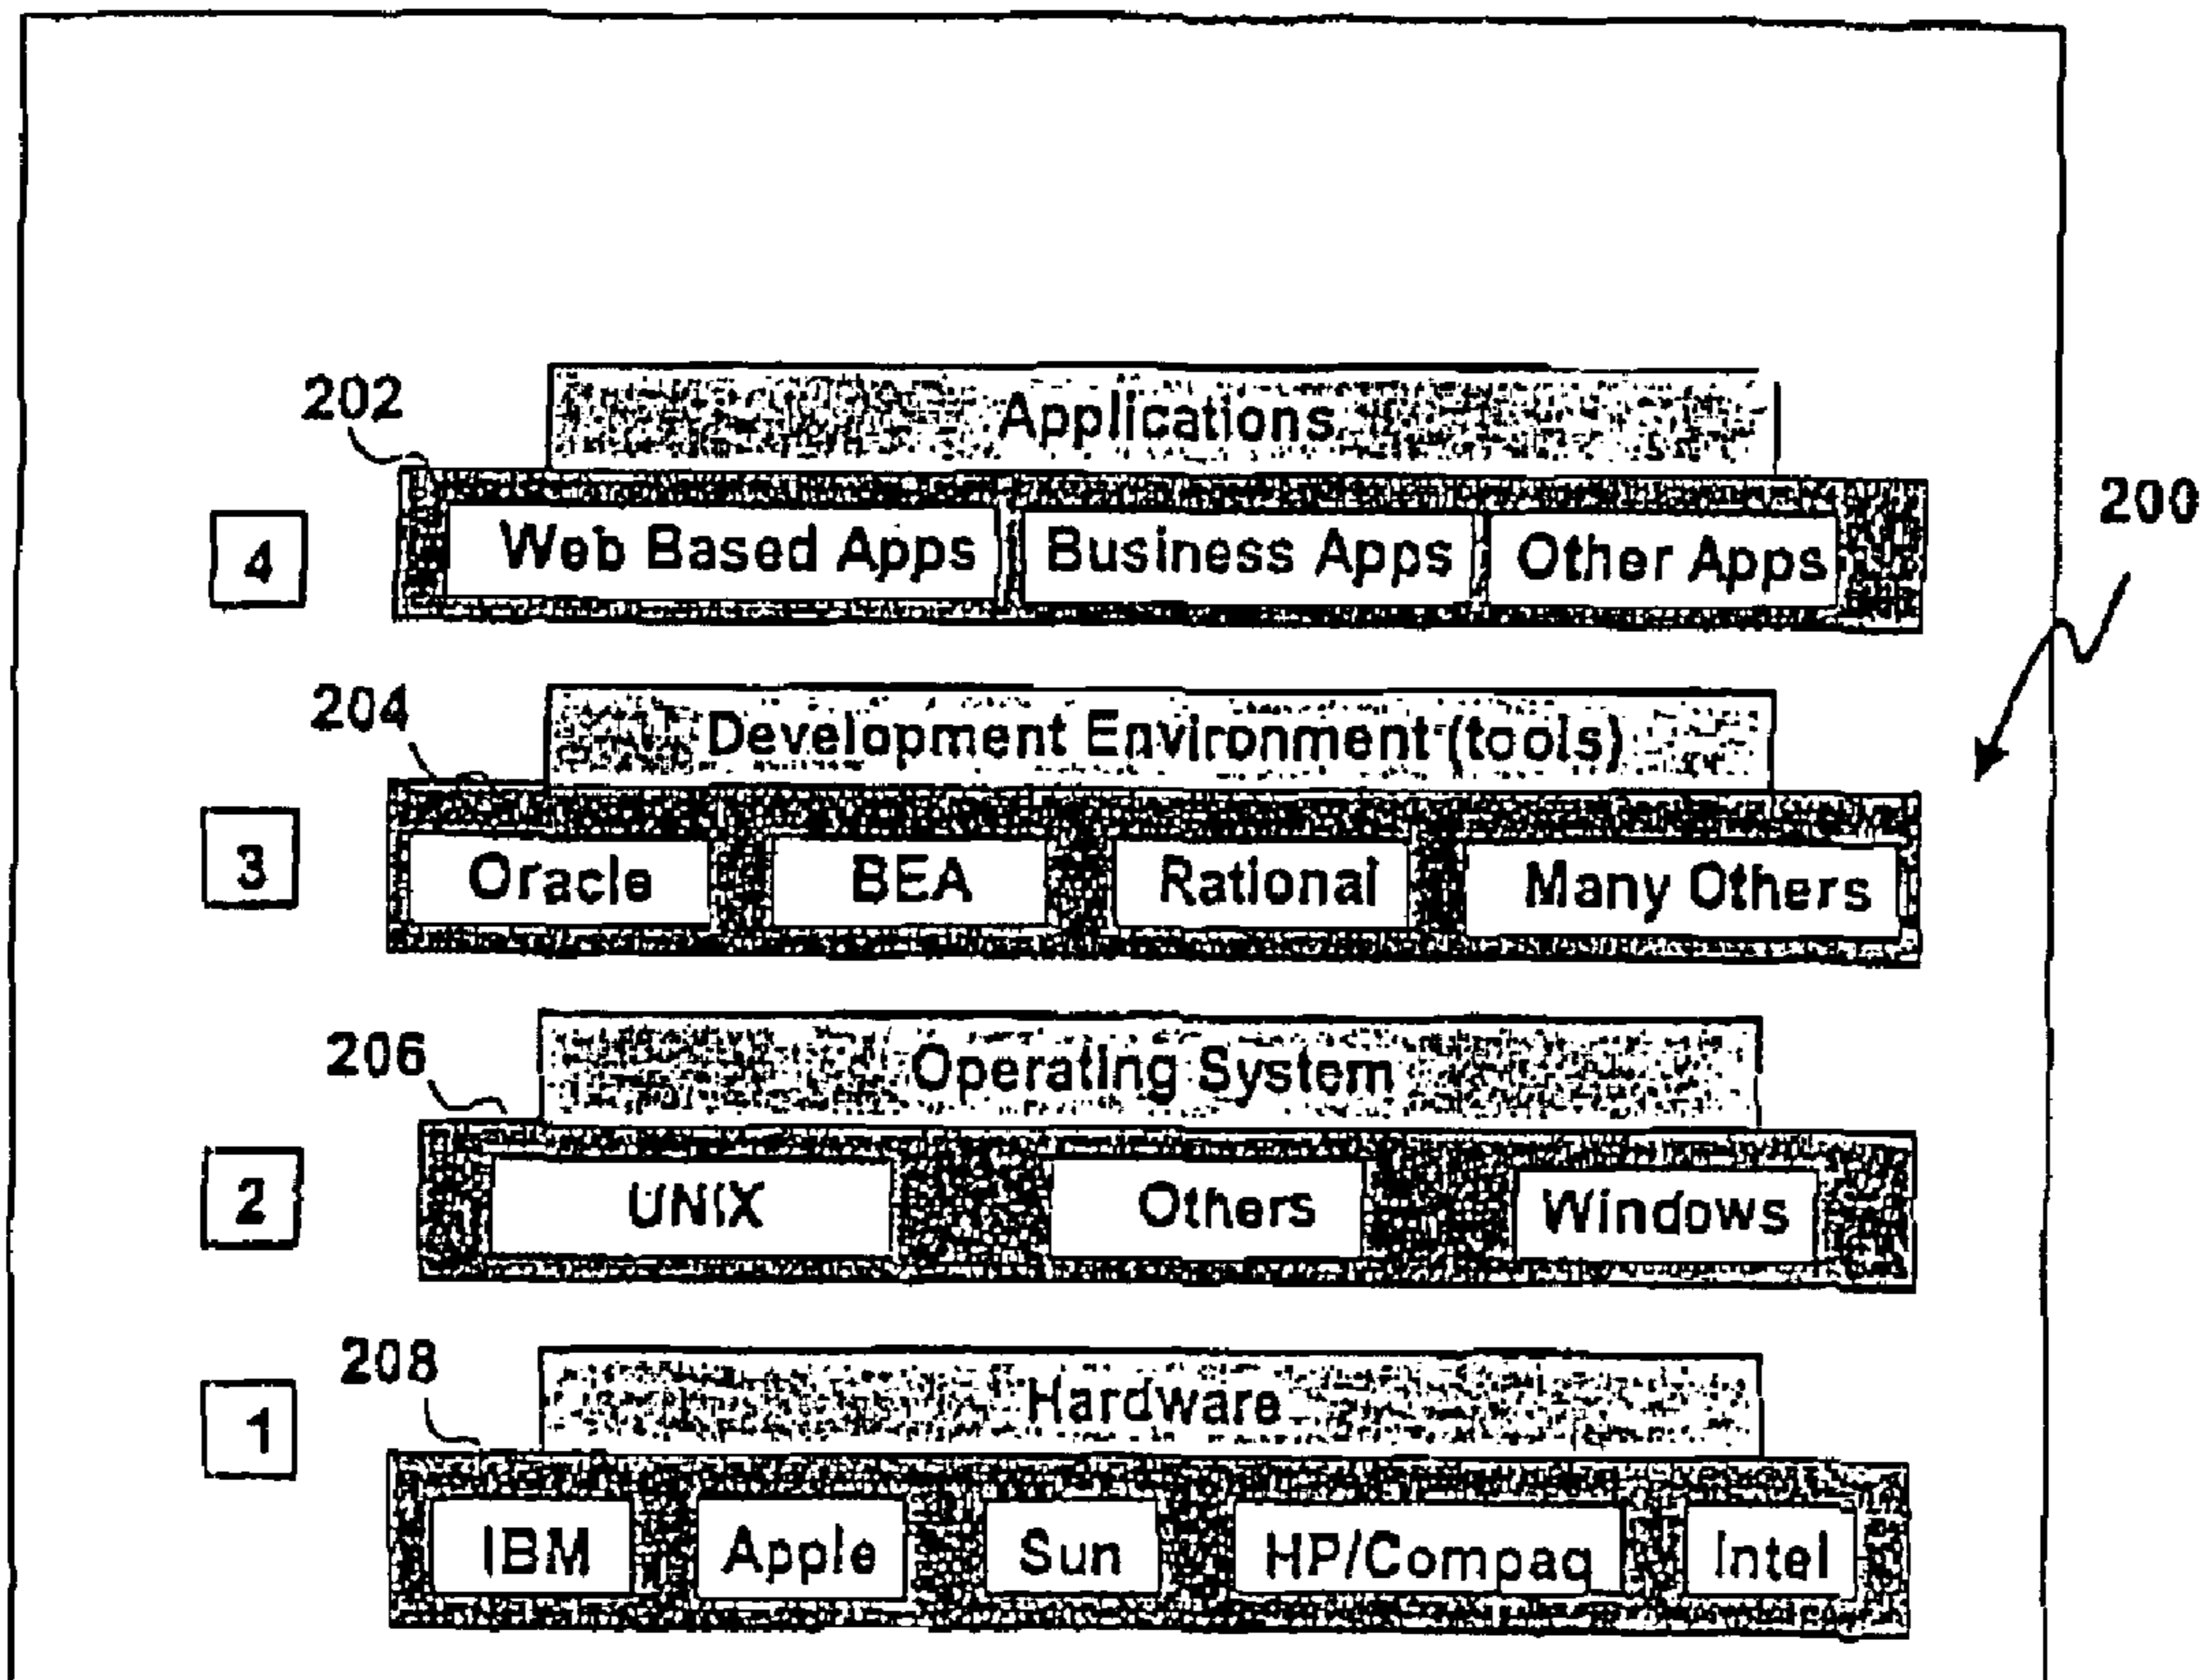 Applications
202
200
4
Web Based Apps
Business Apps
Other Apps
204
Development Environment (tools)
3
Oracle
BEA
Rational
Many Others
206
Operating System
2
UNIX
Others
Windows
208
Hardware
1
IBM
Apple
Sun
HP/Compaq
Intel